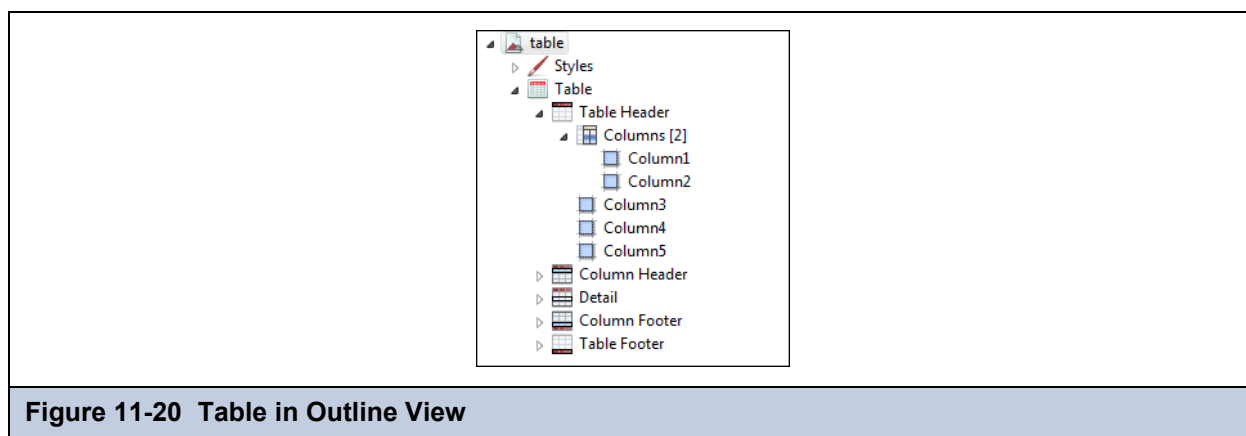 table
Styles
Table
Table Header
Columns [2]
Column1
Column2
Column3
Column4
Column5
Column Header
Detail
Column Footer
Table Footer
Figure 11-20 Table in Outline View